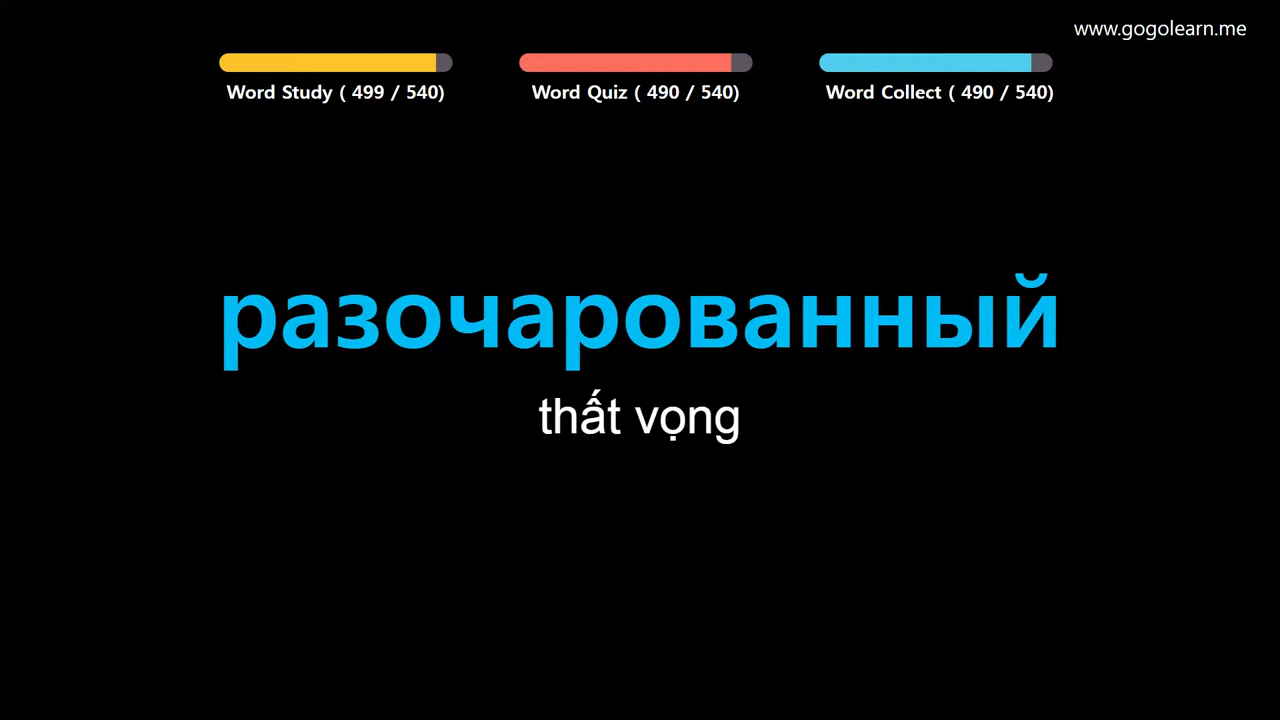 www.gogolearn.me
Word Study ( 499 / 540)
Word Quiz ( 490 / 540)
Word Collect ( 490 / 540)
разочарованный
thất vọng